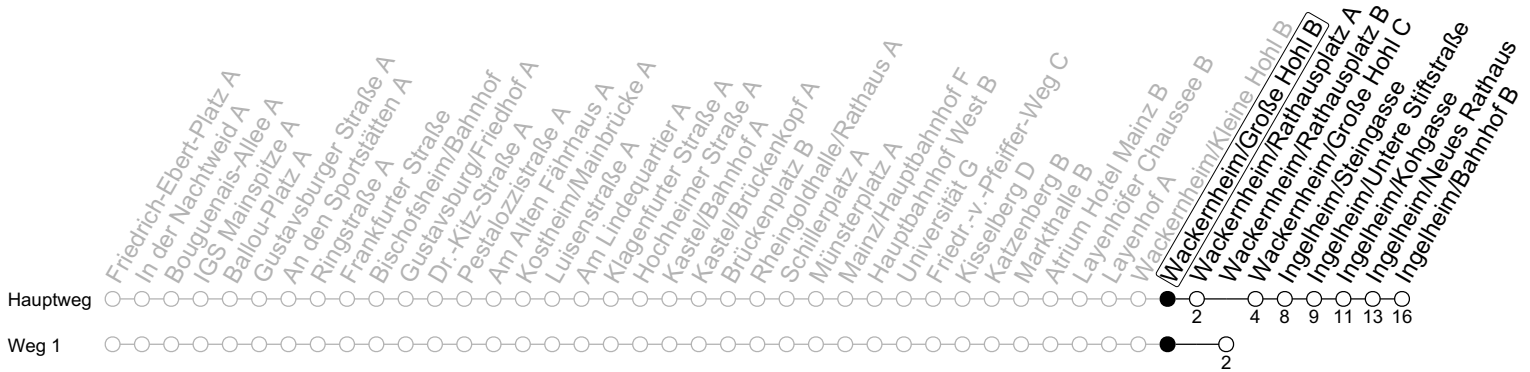 Friedrich-Ebert-Platz A
In der Nachtweid A
Bouguenais-Allee A
IGS Mainspitze A
Ballou-Platz A
Gustavsburger Straße A
An den Sportstätten A
Ringstraße A
Frankfurter Straße
Bischofsheim/Bahnhof
Gustavsburg/Friedhof A
Dr.-Kitz-Straße A
Pestalozzistraße A
Am Alten Fährhaus A
Kostheim/Mainbrücke A
Luisenstraße A
Am Lindequartier A
Klagenfurter Straße A
Hochheimer Straße A
Kastel/Bahnhof A
Kastel/Brückenkopf A
Brückenplatz B
Rheingoldhalle/Rathaus A
Schillerplatz A
Münsterplatz A
Mainz/Hauptbahnhof F
Hauptbahnhof West B
Universität G
Friedr.-v.-Pfeiffer-Weg C
Kisselberg D
Katzenberg B
Markthalle B
Atrium Hotel Mainz B
Layenhöfer Chaussee B
Layenhof A
Wackernheim/Kleine Hohl B
Wackernheim/Große Hohl B
Wackernheim/Rathausplatz A
Wackernheim/Rathausplatz B
Wackernheim/Große Hohl C
Ingelheim/Steingasse
Ingelheim/Untere Stiftstraße
Ingelheim/Kongasse
Ingelheim/Neues Rathaus
Ingelheim/Bahnhof B
Hauptweg
2 4 8 9 11 13 16
Weg 1
2